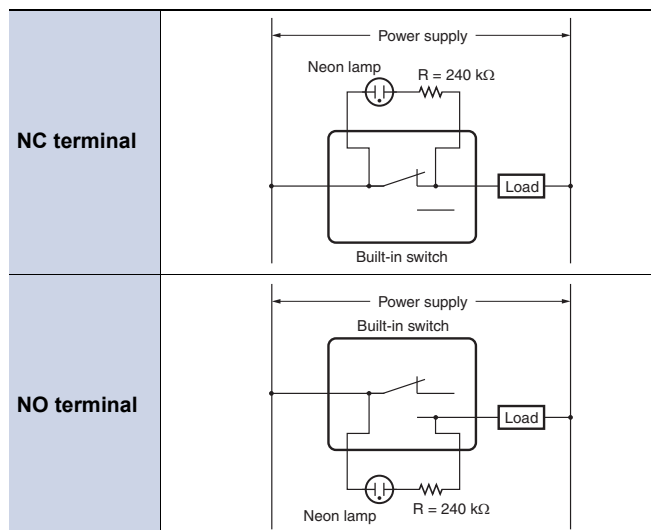 NC terminal
Power supply
Neon lamp
R = 240 kΩ
Load
Built-in switch
NO terminal
Power supply
Built-in switch
Load
Neon lamp
R = 240 kΩ